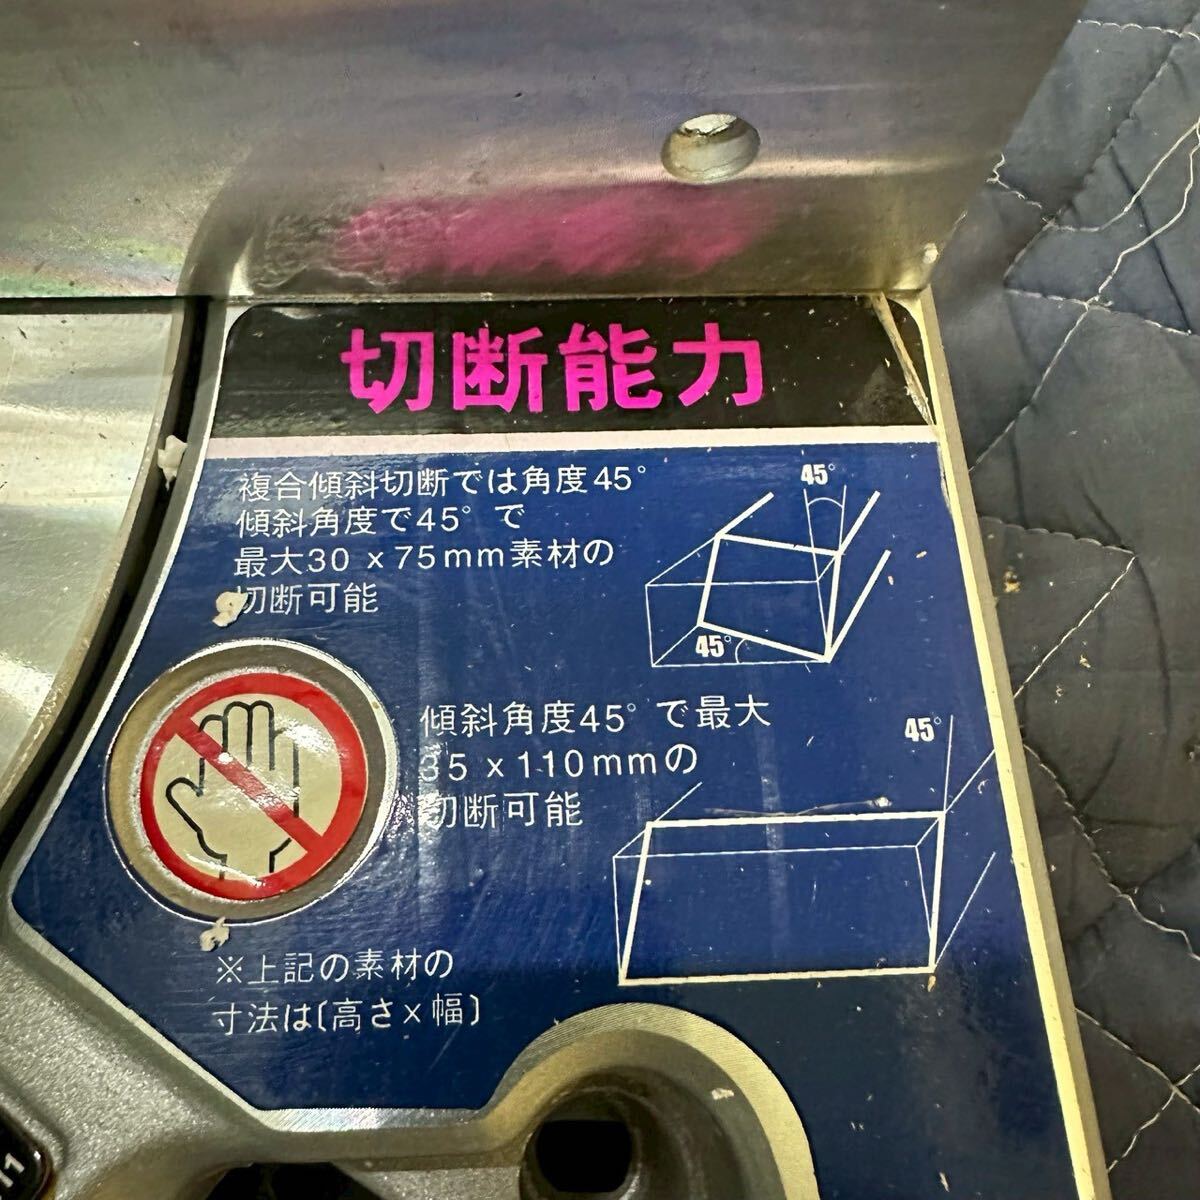 切断能力
複合傾斜切断では角度45°
傾斜角度で45°で
最大30×75mm素材の
切断可能
45°
45°
傾斜角度45°で最大
35×110mmの
切断可能
45°
※上記の素材の
寸法は〔高さ×幅〕